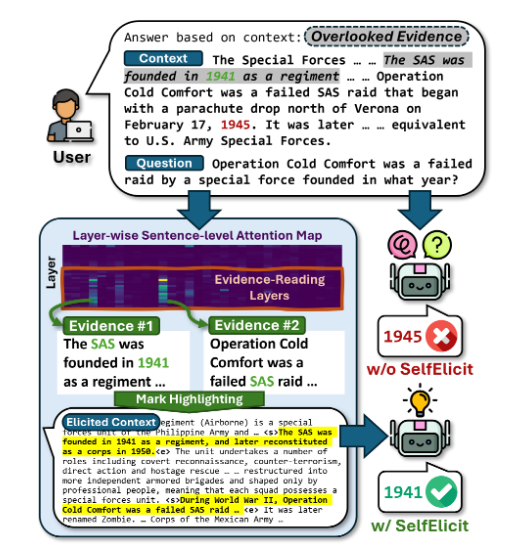 Answer based on context: Overlooked Evidence
Context The Special Forces … … The SAS was
founded in 1941 as a regiment … … Operation
Cold Comfort was a failed SAS raid that began
with a parachute drop north of Verona on
February 17, 1945. It was later … … equivalent
to U.S. Army Special Forces.
User
Question Operation Cold Comfort was a failed
raid by a special force founded in what year?
Layer-wise Sentence-level Attention Map
Layer
Evidence-Reading
Layers
Evidence #1
The SAS was
founded in 1941
as a regiment …
Evidence #2
Operation Cold
Comfort was a
failed SAS raid …
Mark Highlighting
Elicited Context egiment (Airborne) is a special
forces unit of the Philippine Army and … <s>The SAS was
founded in 1941 as a regiment, and later reconstituted
as a corps in 1950.<e> The unit undertakes a number of
roles including covert reconnaissance, counter-terrorism,
direct action and hostage rescue … … restructured into
more independent armored brigades and shaped only by
professional people, meaning that each squad possesses a
special forces unit. <s>During World War II, Operation
Cold Comfort was a failed SAS raid … <e> It was later
renamed Zombie. … Corps of the Mexican Army …
?
1945
w/o SelfElicit
1941
w/ SelfElicit